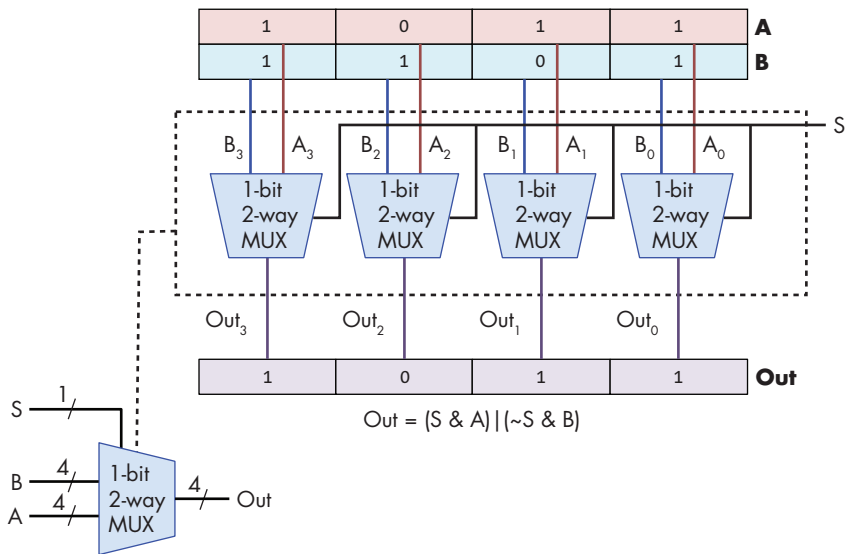 1 0 1 1 A
1 1 0 1 B
S
B3 A3 B2 A2 B1 A1 B0 A0
1-bit 1-bit 1-bit 1-bit
2-way 2-way 2-way 2-way
MUX MUX MUX MUX
Out3 Out2 Out1 Out0
1 0 1 1 Out
Out = (S & A)|(~S & B)
S 1
B 4
A 4
1-bit
2-way
MUX
4 Out